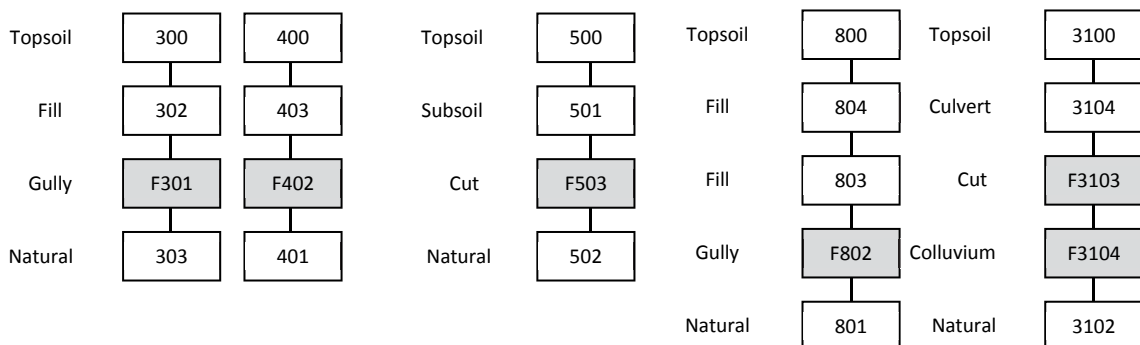 Topsoil 300 400
Fill 302 403
Gully F301 F402
Natural 303 401
Topsoil 500
Subsoil 501
Cut F503
Natural 502
Topsoil 800
Fill 804
Fill 803
Gully F802
Natural 801
Topsoil 3100
Culvert 3104
Cut F3103
Colluvium F3104
Natural 3102